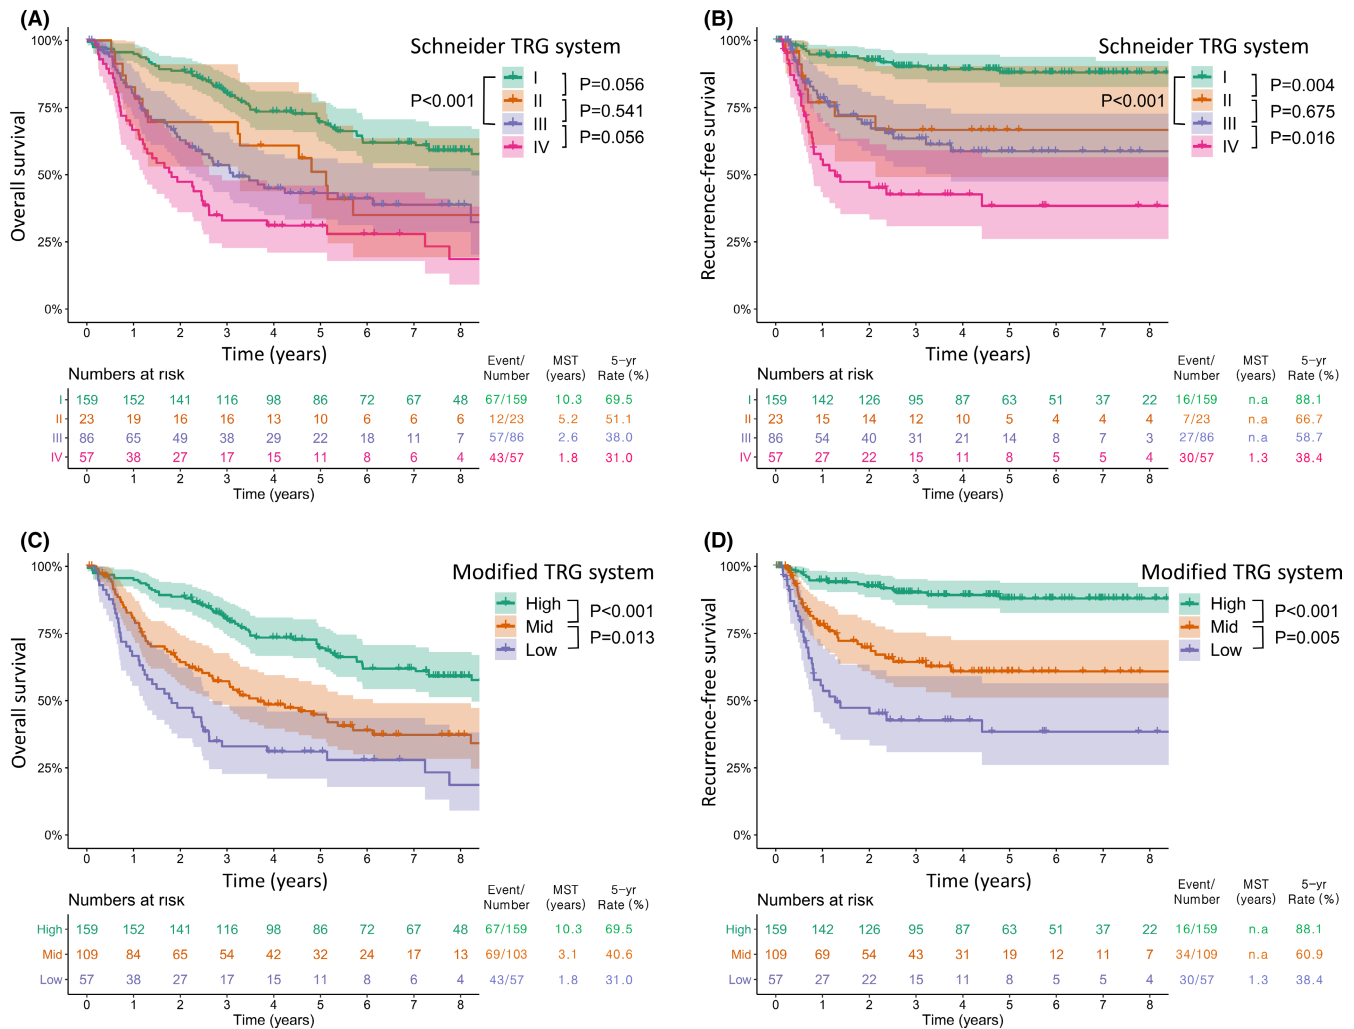 (A)
Schneider TRG system
Overall survival
100%
75%
50%
25%
0%
I
II
III
IV
P<0.001
P=0.056
P=0.541
P=0.056
0 1 2 3 4 5 6 7 8
Time (years)
Numbers at risk
Event/ MST 5-yr
Number (years) Rate (%)
I 159 152 141 116 98 86 72 67 48 67/159 10.3 69.5
II 23 19 16 16 13 10 6 6 6 12/23 5.2 51.1
III 86 65 49 38 29 22 18 11 7 57/86 2.6 38.0
IV 57 38 27 17 15 11 8 6 4 43/57 1.8 31.0
0 1 2 3 4 5 6 7 8
Time (years)
(B)
Schneider TRG system
Recurrence-free survival
100%
75%
50%
25%
0%
I
II
III
IV
P<0.001
P=0.004
P=0.675
P=0.016
0 1 2 3 4 5 6 7 8
Time (years)
Numbers at risk
Event/ MST 5-yr
Number (years) Rate (%)
I 159 142 126 95 87 63 51 37 22 16/159 n.a 88.1
II 23 15 14 12 10 5 4 4 4 7/23 n.a 66.7
III 86 54 40 31 21 14 8 7 3 27/86 n.a 58.7
IV 57 27 22 15 11 8 5 5 4 30/57 1.3 38.4
0 1 2 3 4 5 6 7 8
Time (years)
(C)
Modified TRG system
Overall survival
100%
75%
50%
25%
0%
High
Mid
Low
P<0.001
P=0.013
0 1 2 3 4 5 6 7 8
Time (years)
Numbers at risk
Event/ MST 5-yr
Number (years) Rate (%)
High 159 152 141 116 98 86 72 67 48 67/159 10.3 69.5
Mid 109 84 65 54 42 32 24 17 13 69/103 3.1 40.6
Low 57 38 27 17 15 11 8 6 4 43/57 1.8 31.0
0 1 2 3 4 5 6 7 8
Time (years)
(D)
Modified TRG system
Recurrence-free survival
100%
75%
50%
25%
0%
High
Mid
Low
P<0.001
P=0.005
0 1 2 3 4 5 6 7 8
Time (years)
Numbers at risk
Event/ MST 5-yr
Number (years) Rate (%)
High 159 142 126 95 87 63 51 37 22 16/159 n.a 88.1
Mid 109 69 54 43 31 19 12 11 7 34/109 n.a 60.9
Low 57 27 22 15 11 8 5 5 4 30/57 1.3 38.4
0 1 2 3 4 5 6 7 8
Time (years)